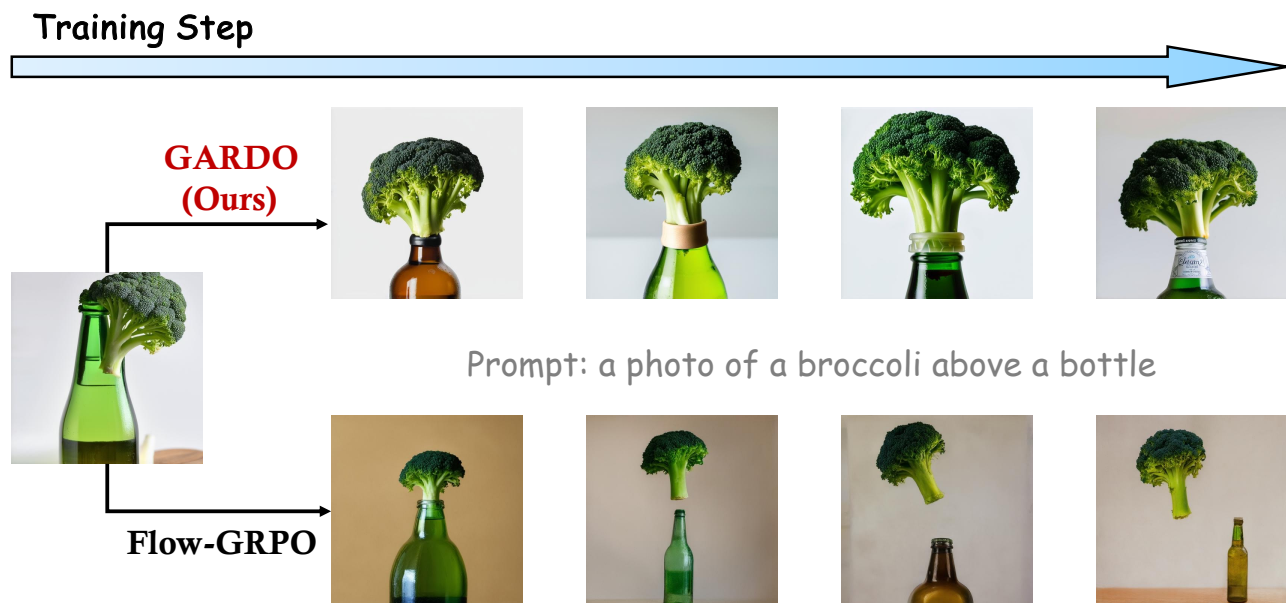 Training Step
GARDO
(Ours)
Prompt: a photo of a broccoli above a bottle
Flow-GRPO